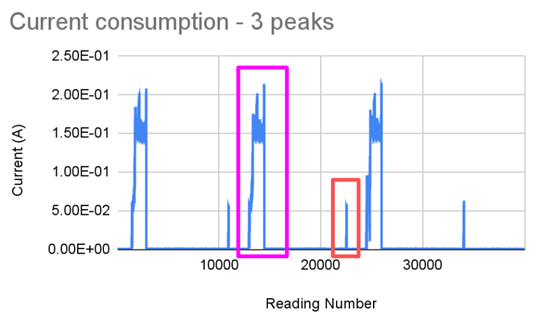 Current consumption - 3 peaks
2.50E-01
2.00E-01
1.50E-01
1.00E-01
5.00E-02
0.00E+00
Current (A)
10000 20000 30000
Reading Number